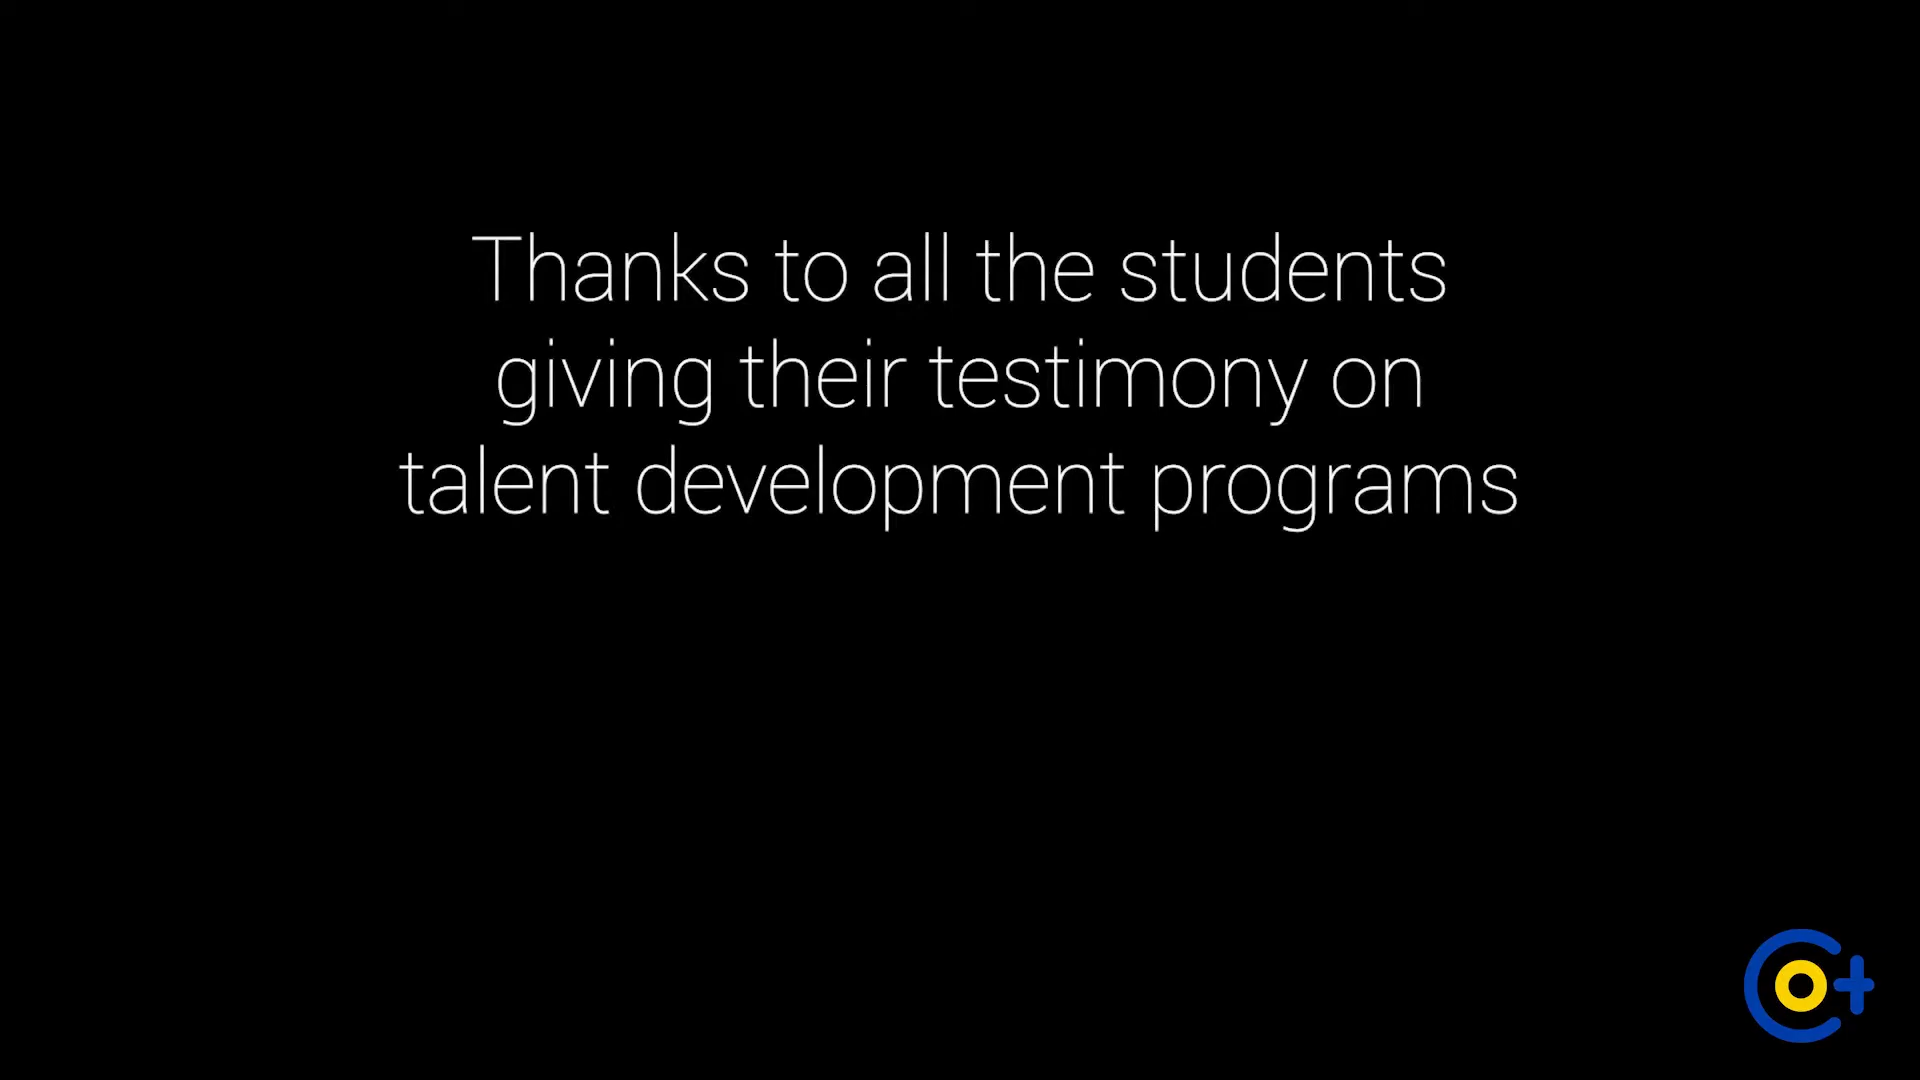 Thanks to all the students
giving their testimony on
talent development programs